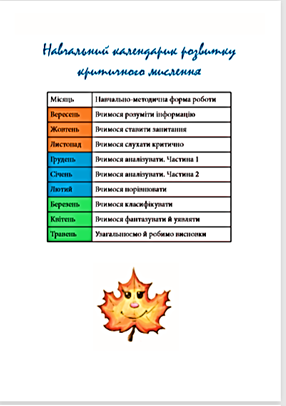 Навчальний календарик розвитку
критичного мислення
Місяць Навчально-методична форма роботи
Вересень Вчимося розуміти інформацію
Жовтень Вчимося ставити запитання
Листопад Вчимося слухати критично
Грудень Вчимося аналізувати. Частина 1
Січень Вчимося аналізувати. Частина 2
Лютий Вчимося порівнювати
Березень Вчимося класифікувати
Квітень Вчимося фантазувати й уявляти
Травень Узагальнюємо й робимо висновки